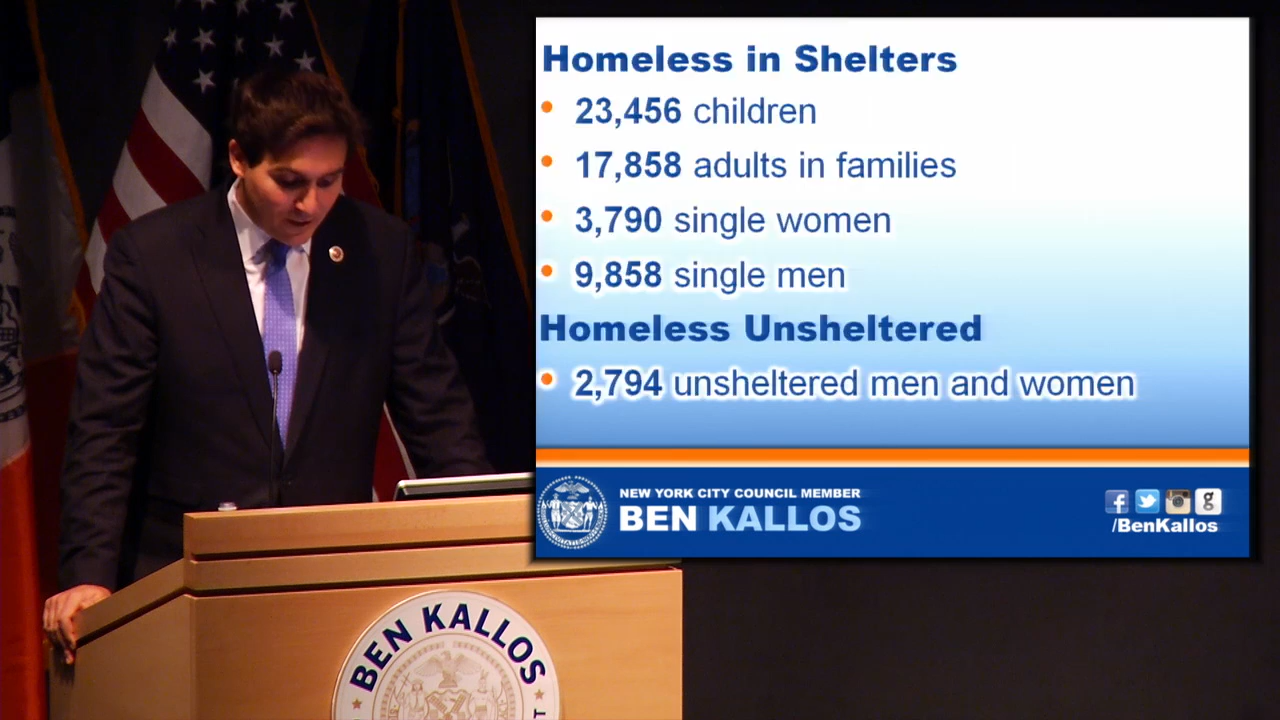 Homeless in Shelters
• 23,456 children
• 17,858 adults in families
• 3,790 single women
• 9,858 single men
Homeless Unsheltered
• 2,794 unsheltered men and women
NEW YORK CITY COUNCIL MEMBER
BEN KALLOS
/BenKallos
BEN KALLOS